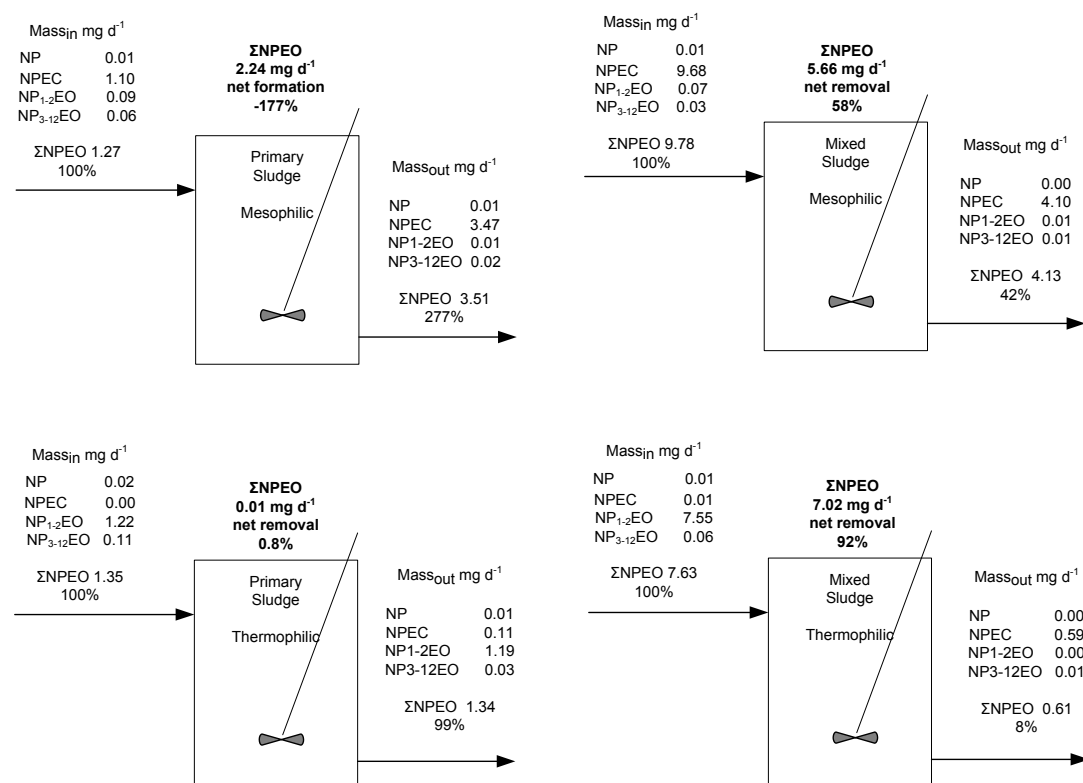 Massin mg d-1
NP 0.01
NPEC 1.10
NP1-2EO 0.09
NP3-12EO 0.06
ΣNPEO 1.27
100%
ΣNPEO
2.24 mg d-1
net formation
-177%
Primary
Sludge
Mesophilic
Massout mg d-1
NP 0.01
NPEC 3.47
NP1-2EO 0.01
NP3-12EO 0.02
ΣNPEO 3.51
277%
Massin mg d-1
NP 0.01
NPEC 9.68
NP1-2EO 0.07
NP3-12EO 0.03
ΣNPEO 9.78
100%
ΣNPEO
5.66 mg d-1
net removal
58%
Mixed
Sludge
Mesophilic
Massout mg d-1
NP 0.00
NPEC 4.10
NP1-2EO 0.01
NP3-12EO 0.01
ΣNPEO 4.13
42%
Massin mg d-1
NP 0.02
NPEC 0.00
NP1-2EO 1.22
NP3-12EO 0.11
ΣNPEO 1.35
100%
ΣNPEO
0.01 mg d-1
net removal
0.8%
Primary
Sludge
Thermophilic
Massout mg d-1
NP 0.01
NPEC 0.11
NP1-2EO 1.19
NP3-12EO 0.03
ΣNPEO 1.34
99%
Massin mg d-1
NP 0.01
NPEC 0.01
NP1-2EO 7.55
NP3-12EO 0.06
ΣNPEO 7.63
100%
ΣNPEO
7.02 mg d-1
net removal
92%
Mixed
Sludge
Thermophilic
Massout mg d-1
NP 0.00
NPEC 0.59
NP1-2EO 0.00
NP3-12EO 0.01
ΣNPEO 0.61
8%